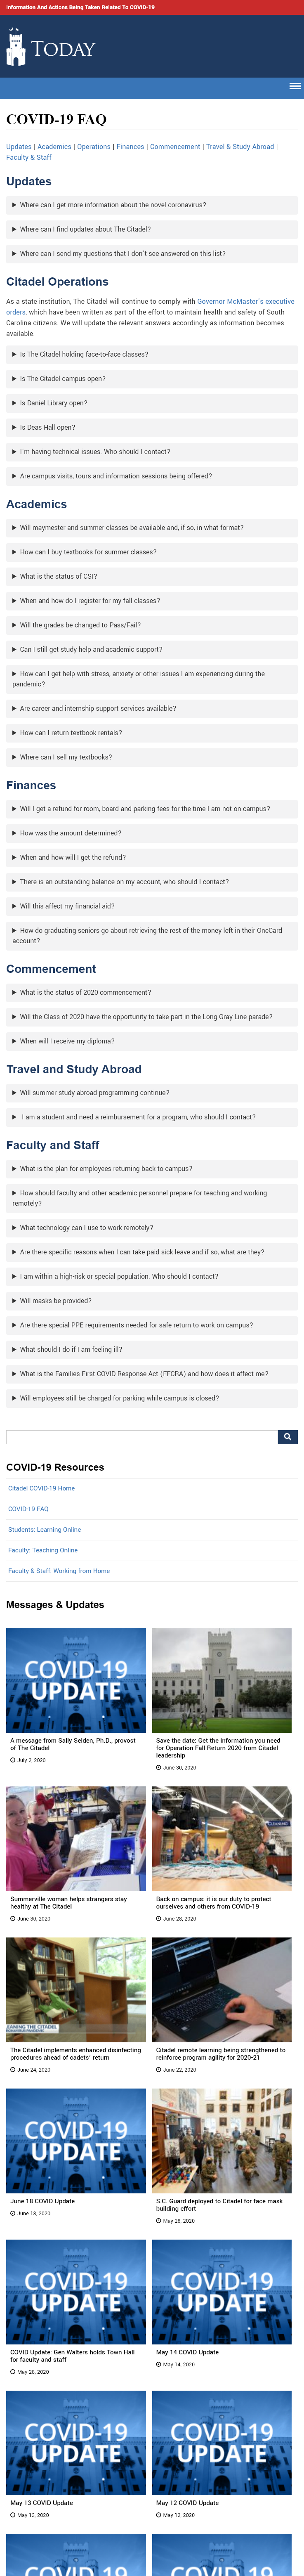 Information And Actions Being Taken Related To COVID-19
TODAY
COVID-19 FAQ
Updates | Academics | Operations | Finances | Commencement | Travel & Study Abroad |
Faculty & Staff
Updates
Where can I get more information about the novel coronavirus?
Where can I find updates about The Citadel?
Where can I send my questions that I don't see answered on this list?
Citadel Operations
As a state institution, The Citadel will continue to comply with Governor McMaster's executive
orders, which have been written as part of the effort to maintain health and safety of South
Carolina citizens. We will update the relevant answers accordingly as information becomes
available.
Is The Citadel holding face-to-face classes?
Is The Citadel campus open?
Is Daniel Library open?
Is Deas Hall open?
I'm having technical issues. Who should I contact?
Are campus visits, tours and information sessions being offered?
Academics
Will maymester and summer classes be available and, if so, in what format?
How can I buy textbooks for summer classes?
What is the status of CSI?
When and how do I register for my fall classes?
Will the grades be changed to Pass/Fail?
Can I still get study help and academic support?
How can I get help with stress, anxiety or other issues I am experiencing during the
pandemic?
Are career and internship support services available?
How can I return textbook rentals?
Where can I sell my textbooks?
Finances
Will I get a refund for room, board and parking fees for the time I am not on campus?
How was the amount determined?
When and how will I get the refund?
There is an outstanding balance on my account, who should I contact?
Will this affect my financial aid?
How do graduating seniors go about retrieving the rest of the money left in their OneCard
account?
Commencement
What is the status of 2020 commencement?
Will the Class of 2020 have the opportunity to take part in the Long Gray Line parade?
When will I receive my diploma?
Travel and Study Abroad
Will summer study abroad programming continue?
I am a student and need a reimbursement for a program, who should I contact?
Faculty and Staff
What is the plan for employees returning back to campus?
How should faculty and other academic personnel prepare for teaching and working
remotely?
What technology can I use to work remotely?
Are there specific reasons when I can take paid sick leave and if so, what are they?
I am within a high-risk or special population. Who should I contact?
Will masks be provided?
Are there special PPE requirements needed for safe return to work on campus?
What should I do if I am feeling ill?
What is the Families First COVID Response Act (FFCRA) and how does it affect me?
Will employees still be charged for parking while campus is closed?
COVID-19 Resources
Citadel COVID-19 Home
COVID-19 FAQ
Students: Learning Online
Faculty: Teaching Online
Faculty & Staff: Working from Home
Messages & Updates
COVID-19
UPDATE
A message from Sally Selden, Ph.D., provost
of The Citadel
July 2, 2020
Save the date: Get the information you need
for Operation Fall Return 2020 from Citadel
leadership
June 30, 2020
Summerville woman helps strangers stay
healthy at The Citadel
June 30, 2020
Back on campus: it is our duty to protect
ourselves and others from COVID-19
June 28, 2020
The Citadel implements enhanced disinfecting
procedures ahead of cadets' return
June 24, 2020
Citadel remote learning being strengthened to
reinforce program agility for 2020-21
June 22, 2020
COVID-19
UPDATE
June 18 COVID Update
June 19, 2020
S.C. Guard deployed to Citadel for face mask
building effort
May 28, 2020
COVID-19
UPDATE
COVID Update: Gen Walters holds Town Hall
for faculty and staff
May 28, 2020
COVID-19
UPDATE
May 14 COVID Update
May 14, 2020
COVID-19
UPDATE
May 13 COVID Update
May 13, 2020
COVID-19
UPDATE
May 12 COVID Update
May 12, 2020
COVID-19
COVID-19